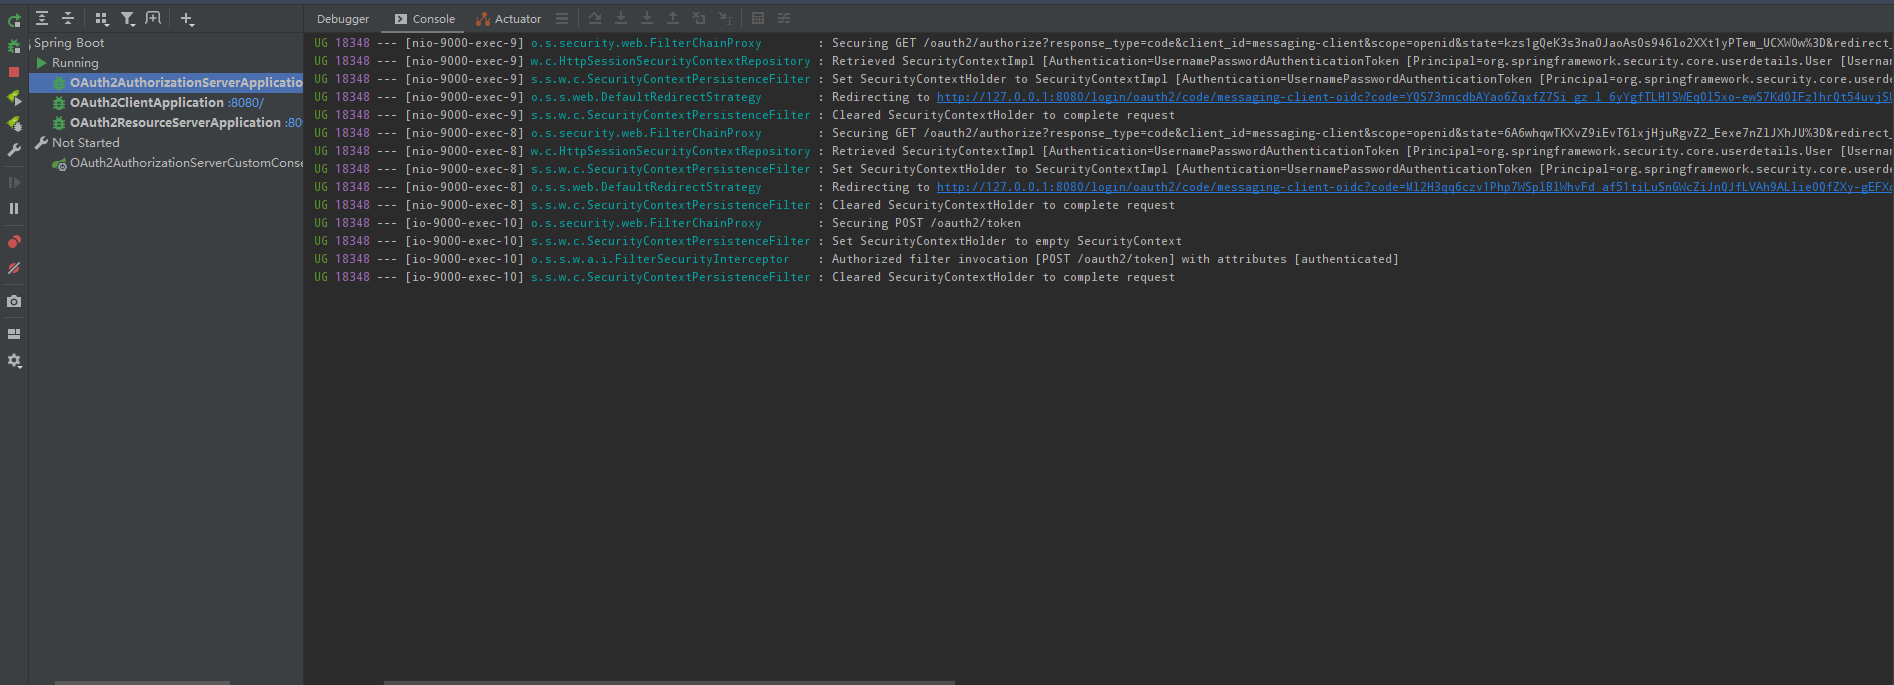 Debugger Console Actuator
Spring Boot
Running
OAuth2AuthorizationServerApplicatio
OAuth2ClientApplication :8080/
OAuth2ResourceServerApplication :80
Not Started
OAuth2AuthorizationServerCustomConse
UG 18348 --- [nio-9000-exec-9] o.s.security.web.FilterChainProxy : Securing GET /oauth2/authorize?response_type=code&client_id=messaging-client&scope=openid&state=kzs1gQeK3s3na0JaoAs0s946lo2XXt1yPTem_UCXW0w%3D&redirect_
UG 18348 --- [nio-9000-exec-9] w.c.HttpSessionSecurityContextRepository : Retrieved SecurityContextImpl [Authentication=UsernamePasswordAuthenticationToken [Principal=org.springframework.security.core.userdetails.User [Usernam
UG 18348 --- [nio-9000-exec-9] s.s.w.c.SecurityContextPersistenceFilter : Set SecurityContextHolder to SecurityContextImpl [Authentication=UsernamePasswordAuthenticationToken [Principal=org.springframework.security.core.userde
UG 18348 --- [nio-9000-exec-9] o.s.s.web.DefaultRedirectStrategy : Redirecting to http://127.0.0.1:8080/login/oauth2/code/messaging-client-oidc?code=
UG 18348 --- [nio-9000-exec-9] s.s.w.c.SecurityContextPersistenceFilter : Cleared SecurityContextHolder to complete request
UG 18348 --- [nio-9000-exec-8] o.s.security.web.FilterChainProxy : Securing GET /oauth2/authorize?response_type=code&client_id=messaging-client&scope=openid&state=6A6whqwTKXvZ9iEvT6lxjHjuRgvZ2_Eexe7nZlJXhJU%3D&redirect_
UG 18348 --- [nio-9000-exec-8] w.c.HttpSessionSecurityContextRepository : Retrieved SecurityContextImpl [Authentication=UsernamePasswordAuthenticationToken [Principal=org.springframework.security.core.userdetails.User [Usernam
UG 18348 --- [nio-9000-exec-8] s.s.w.c.SecurityContextPersistenceFilter : Set SecurityContextHolder to SecurityContextImpl [Authentication=UsernamePasswordAuthenticationToken [Principal=org.springframework.security.core.userde
UG 18348 --- [nio-9000-exec-8] o.s.s.web.DefaultRedirectStrategy : Redirecting to http://127.0.0.1:8080/login/oauth2/code/messaging-client-oidc?code=
UG 18348 --- [nio-9000-exec-8] s.s.w.c.SecurityContextPersistenceFilter : Cleared SecurityContextHolder to complete request
UG 18348 --- [io-9000-exec-10] o.s.security.web.FilterChainProxy : Securing POST /oauth2/token
UG 18348 --- [io-9000-exec-10] s.s.w.c.SecurityContextPersistenceFilter : Set SecurityContextHolder to empty SecurityContext
UG 18348 --- [io-9000-exec-10] o.s.s.w.a.i.FilterSecurityInterceptor : Authorized filter invocation [POST /oauth2/token] with attributes [authenticated]
UG 18348 --- [io-9000-exec-10] s.s.w.c.SecurityContextPersistenceFilter : Cleared SecurityContextHolder to complete request